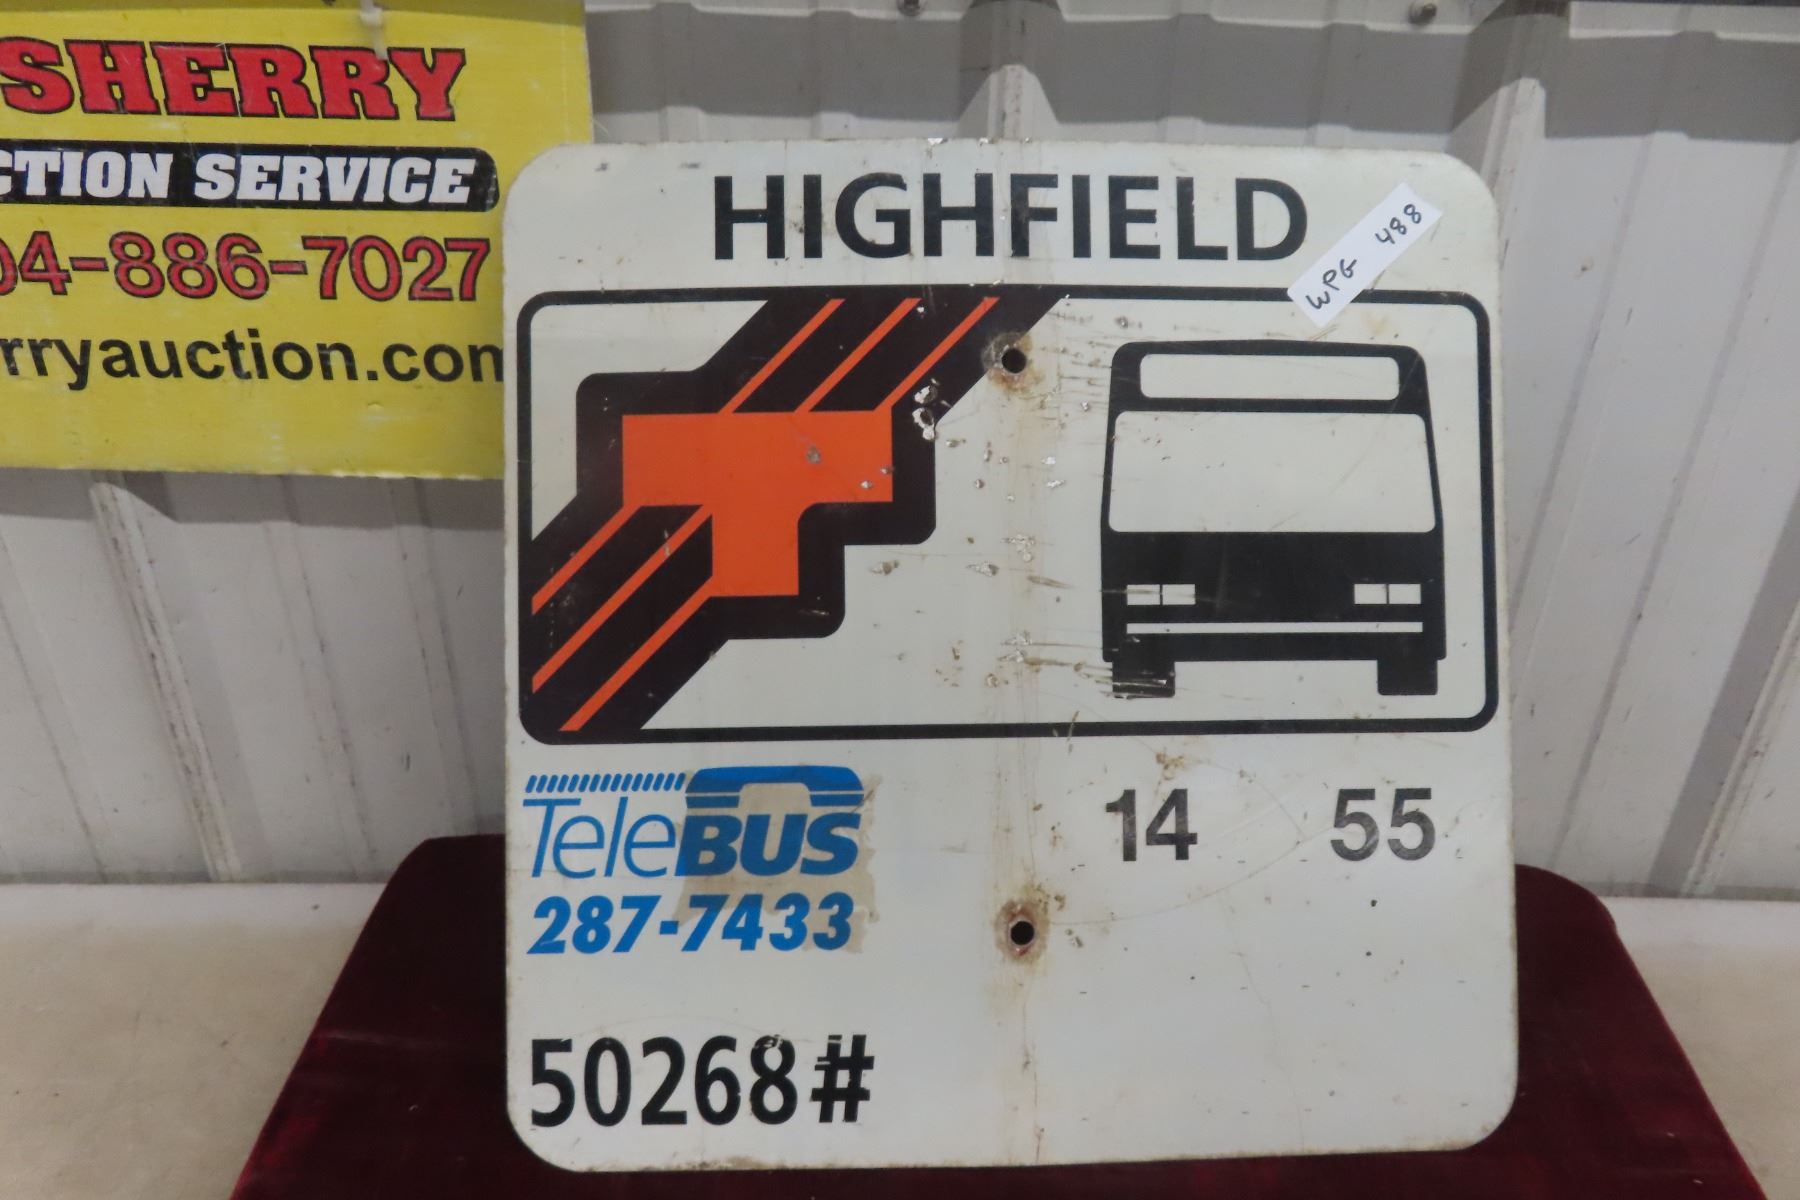 SHERRY
CTION SERVICE
04-886-7027
rryauction.com
HIGHFIELD
WPG 488
TeleBUS
287-7433
14 55
50268#